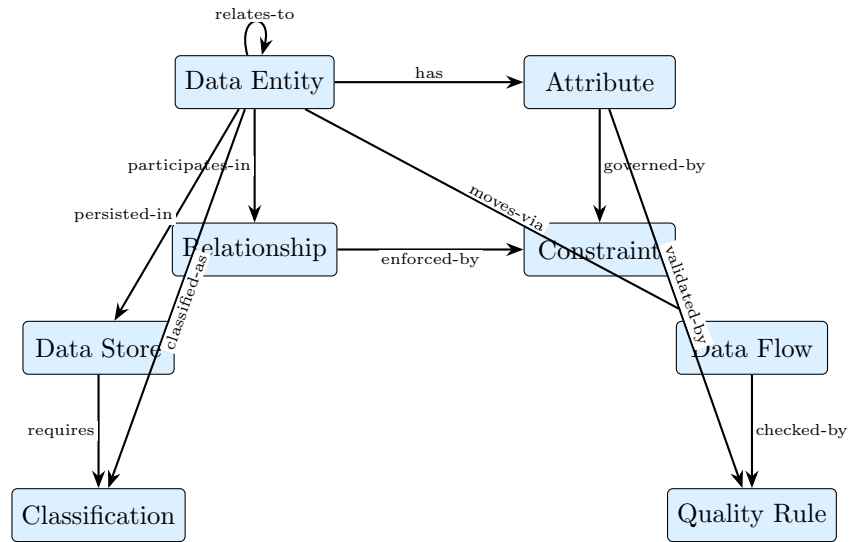 relates-to
Data Entity
has
Attribute
participates-in
governed-by
persisted-in
moves-via
Relationship
enforced-by
Constraint
classified-as
validated-by
Data Store
Data Flow
requires
checked-by
Classification
Quality Rule